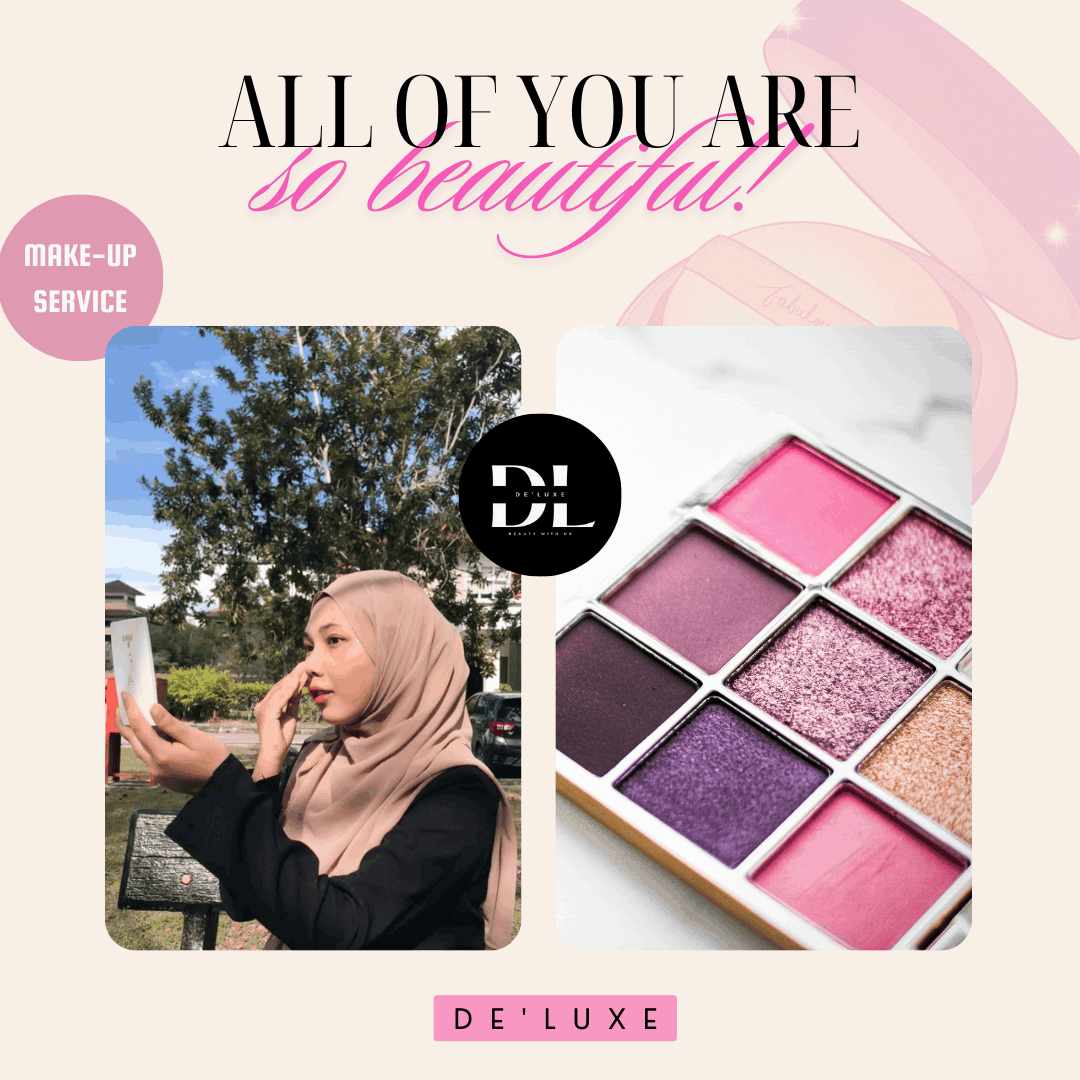 ALL OF YOU ARE
so beautiful!
MAKE-UP
SERVICE
DL
DE'LUXE
BEAUTY WITH US
DE'LUXE